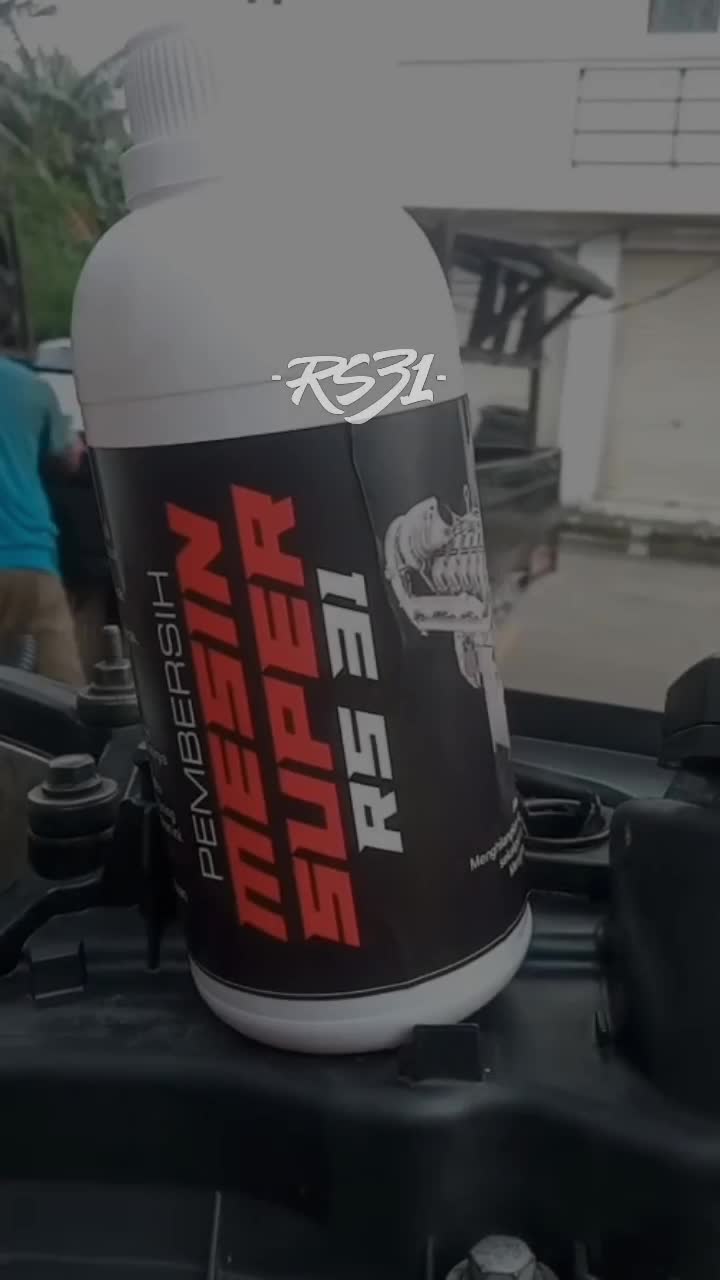 -RS31-
PEMBERSIH
MESIN
SUPER
RS 31